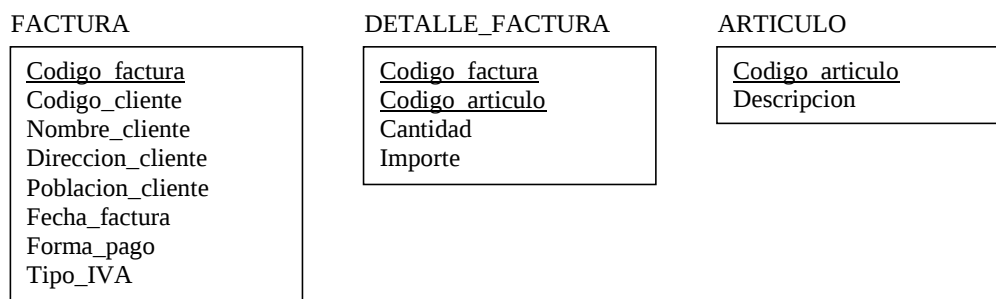 FACTURA
Codigo_factura
Codigo_cliente
Nombre_cliente
Direccion_cliente
Poblacion_cliente
Fecha_factura
Forma_pago
Tipo_IVA
DETALLE_FACTURA
Codigo_factura
Codigo_articulo
Cantidad
Importe
ARTICULO
Codigo_articulo
Descripcion